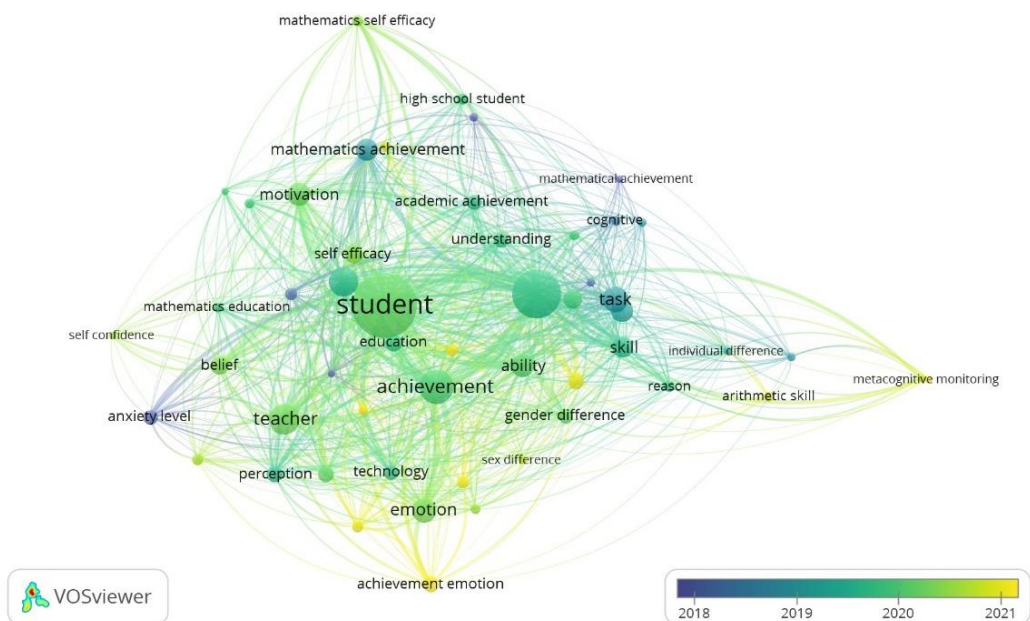 mathematics self efficacy
high school student
mathematics achievement
mathematical achievement
motivation
academic achievement
cognitive
understanding
self efficacy
task
student
mathematics education
self confidence
education
skill
individual difference
belief
ability
metacognitive monitoring
reason
achievement
arithmetic skill
anxiety level
teacher
gender difference
sex difference
perception
technology
emotion
achievement emotion
VOSviewer
2018 2019 2020 2021